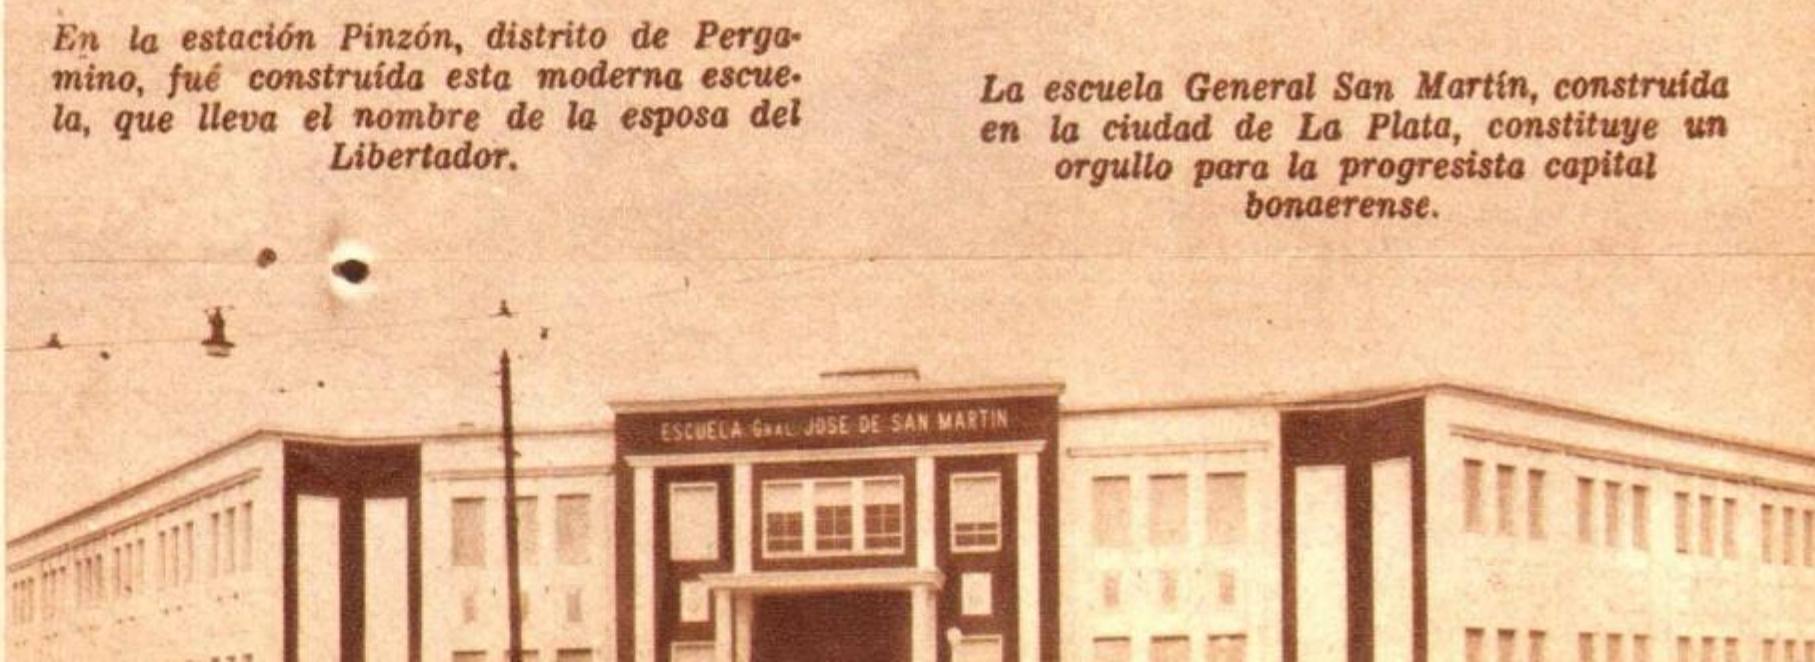 En la estación Pinzón, distrito de Perga-
mino, fué construída esta moderna escue-
la, que lleva el nombre de la esposa del
Libertador.
La escuela General San Martín, construída
en la ciudad de La Plata, constituye un
orgullo para la progresista capital
bonaerense.
ESCUELA GRAL JOSE DE SAN MARTIN